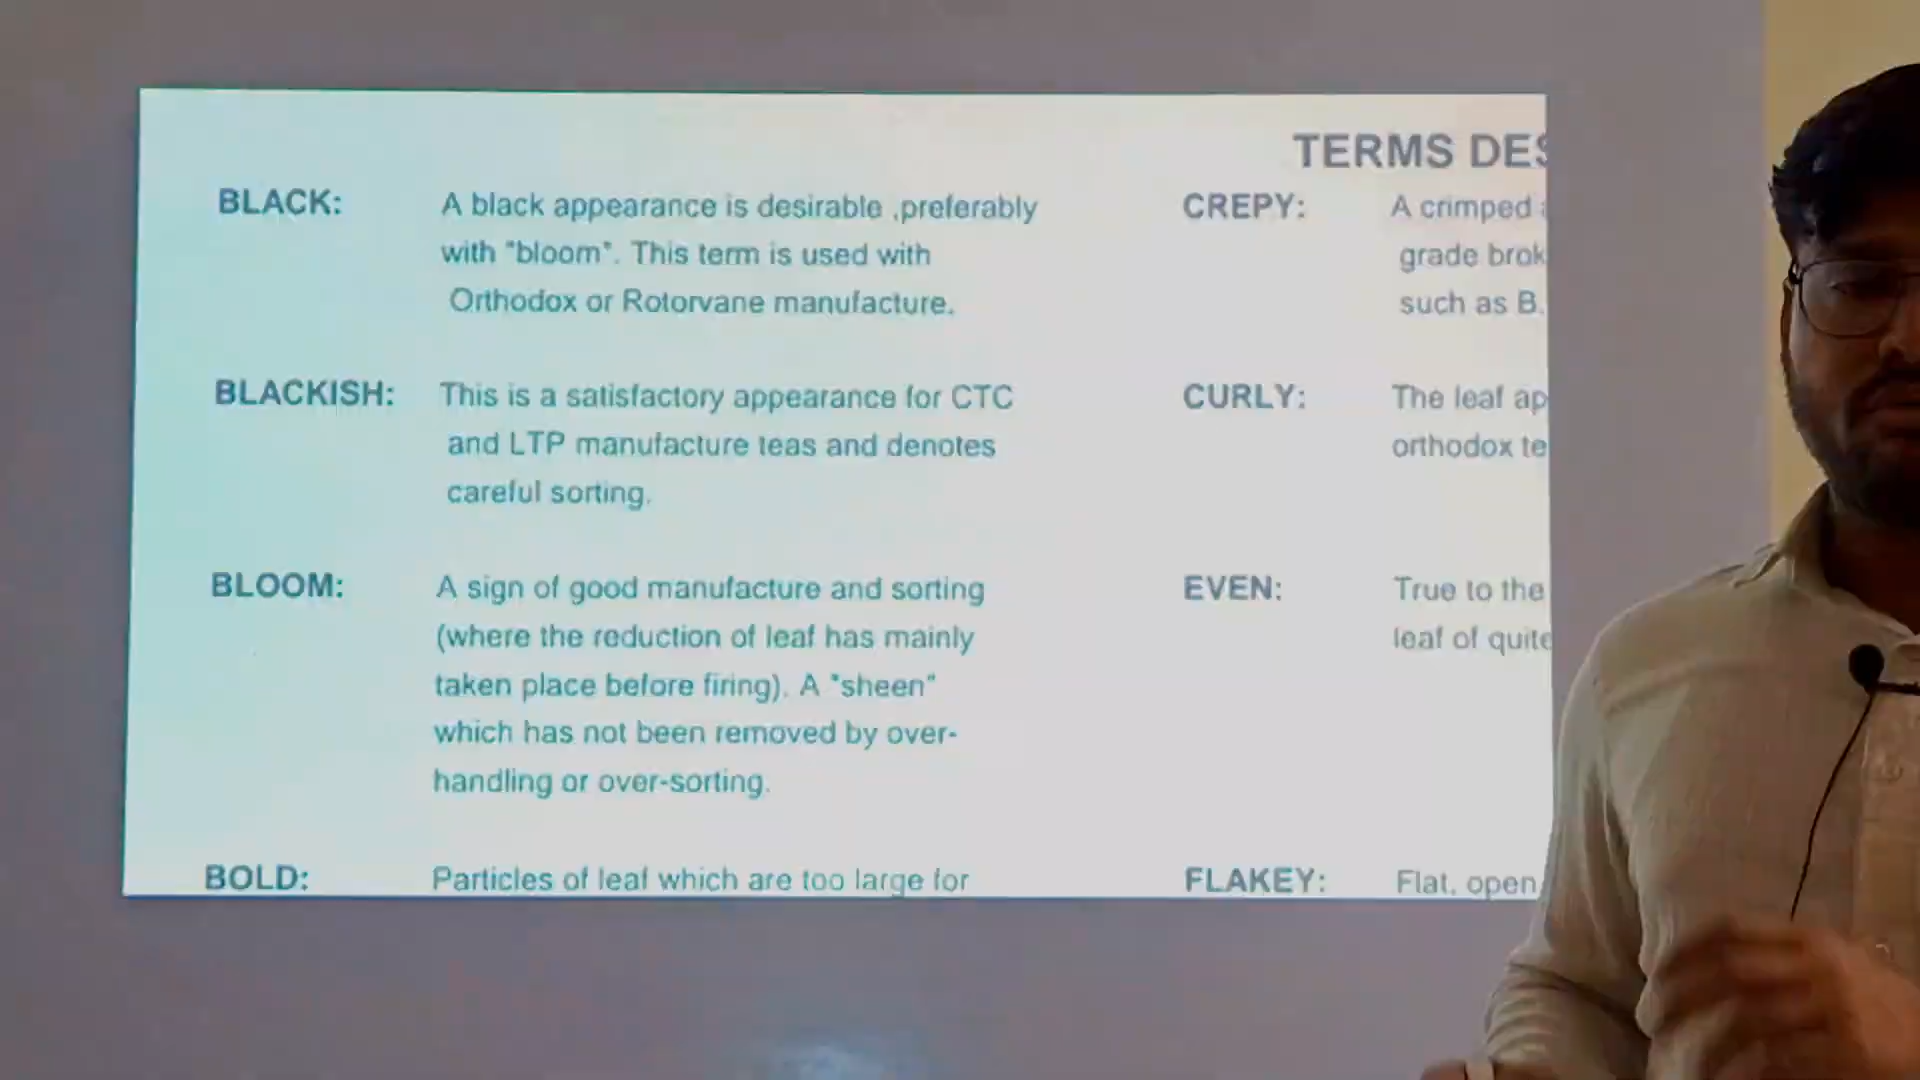 TERMS DES
BLACK:
A black appearance is desirable ,preferably
with "bloom". This term is used with
Orthodox or Rotorvane manufacture.
BLACKISH:
This is a satisfactory appearance for CTC
and LTP manufacture teas and denotes
careful sorting.
BLOOM:
A sign of good manufacture and sorting
(where the reduction of leaf has mainly
taken place before firing). A "sheen"
which has not been removed by over-
handling or over-sorting.
BOLD:
Particles of leaf which are too large for
CREPY:
A crimped
grade brok
such as B.
CURLY:
The leaf ap
orthodox te
EVEN:
True to the
leaf of quite
FLAKEY:
Flat, open,